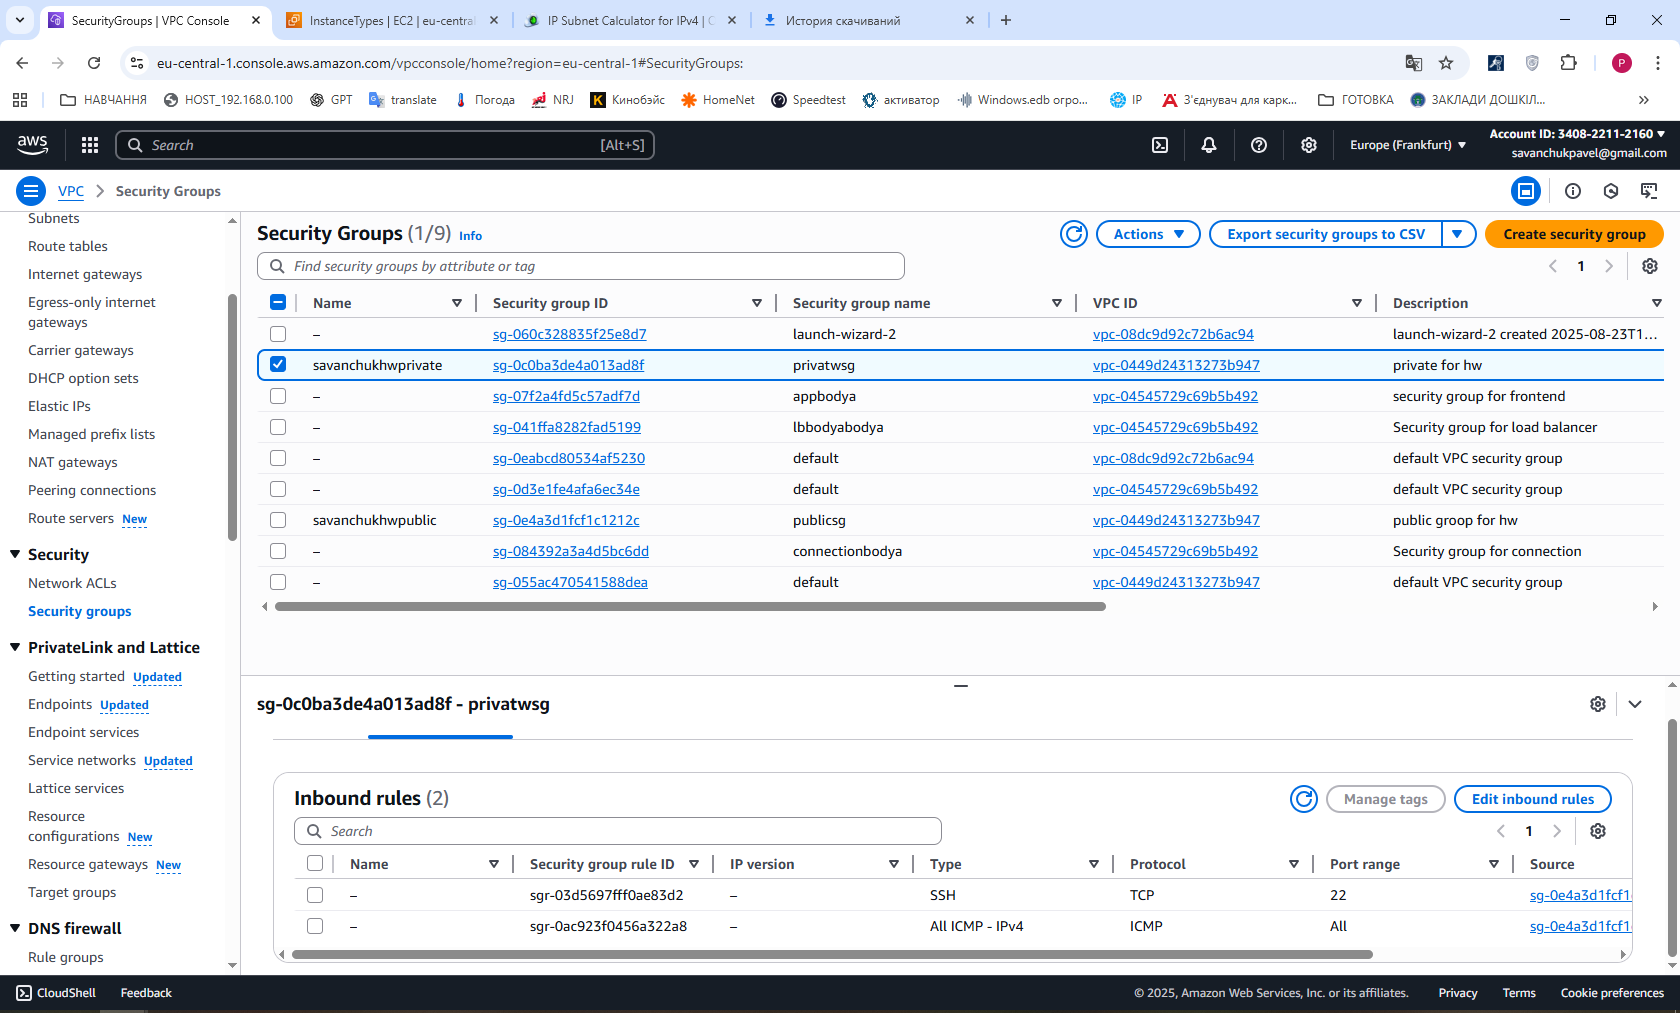 SecurityGroups | VPC Console
InstanceTypes | EC2 | eu-central
IP Subnet Calculator for IPv4 | C
История скачиваний
eu-central-1.console.aws.amazon.com/vpcconsole/home?region=eu-central-1#SecurityGroups:
P
НАВЧАННЯ
HOST_192.168.0.100
GPT
translate
Погода
NRJ
Кинобэйс
HomeNet
Speedtest
активатор
Windows.edb огро...
IP
З'єднувач для карк...
ГОТОВКА
ЗАКЛАДИ ДОШКІЛ...
aws
Search [Alt+S]
Europe (Frankfurt)
Account ID: 3408-2211-2160
savanchukpavel@gmail.com
VPC
Security Groups
Subnets
Route tables
Internet gateways
Egress-only internet
gateways
Carrier gateways
DHCP option sets
Elastic IPs
Managed prefix lists
NAT gateways
Peering connections
Route servers New
Security
Network ACLs
Security groups
PrivateLink and Lattice
Getting started Updated
Endpoints Updated
Endpoint services
Service networks Updated
Lattice services
Resource
configurations New
Resource gateways New
Target groups
DNS firewall
Rule groups
Security Groups (1/9) Info
Actions
Export security groups to CSV
Create security group
Find security groups by attribute or tag
1
Name Security group ID Security group name VPC ID Description
– sg-060c328835f25e8d7 launch-wizard-2 vpc-08dc9d92c72b6ac94 launch-wizard-2 created 2025-08-23T1...
savanchukhwprivate sg-0c0ba3de4a013ad8f privatwsg vpc-0449d24313273b947 private for hw
– sg-07f2a4fd5c57adf7d appbodya vpc-04545729c69b5b492 security group for frontend
– sg-041ffa8282fad5199 lbbodyabodya vpc-04545729c69b5b492 Security group for load balancer
– sg-0eabcd80534af5230 default vpc-08dc9d92c72b6ac94 default VPC security group
– sg-0d3e1fe4afa6ec34e default vpc-04545729c69b5b492 default VPC security group
savanchukhwpublic sg-0e4a3d1fcf1c1212c publicsg vpc-0449d24313273b947 public groop for hw
– sg-084392a3a4d5bc6dd connectionbodya vpc-04545729c69b5b492 Security group for connection
– sg-055ac470541588dea default vpc-0449d24313273b947 default VPC security group
sg-0c0ba3de4a013ad8f - privatwsg
Inbound rules (2)
Manage tags
Edit inbound rules
Search
1
Name Security group rule ID IP version Type Protocol Port range Source
– sgr-03d5697fff0ae83d2 – SSH TCP 22 sg-0e4a3d1fcf1
– sgr-0ac923f0456a322a8 – All ICMP - IPv4 ICMP All sg-0e4a3d1fcf1
CloudShell
Feedback
© 2025, Amazon Web Services, Inc. or its affiliates.
Privacy
Terms
Cookie preferences